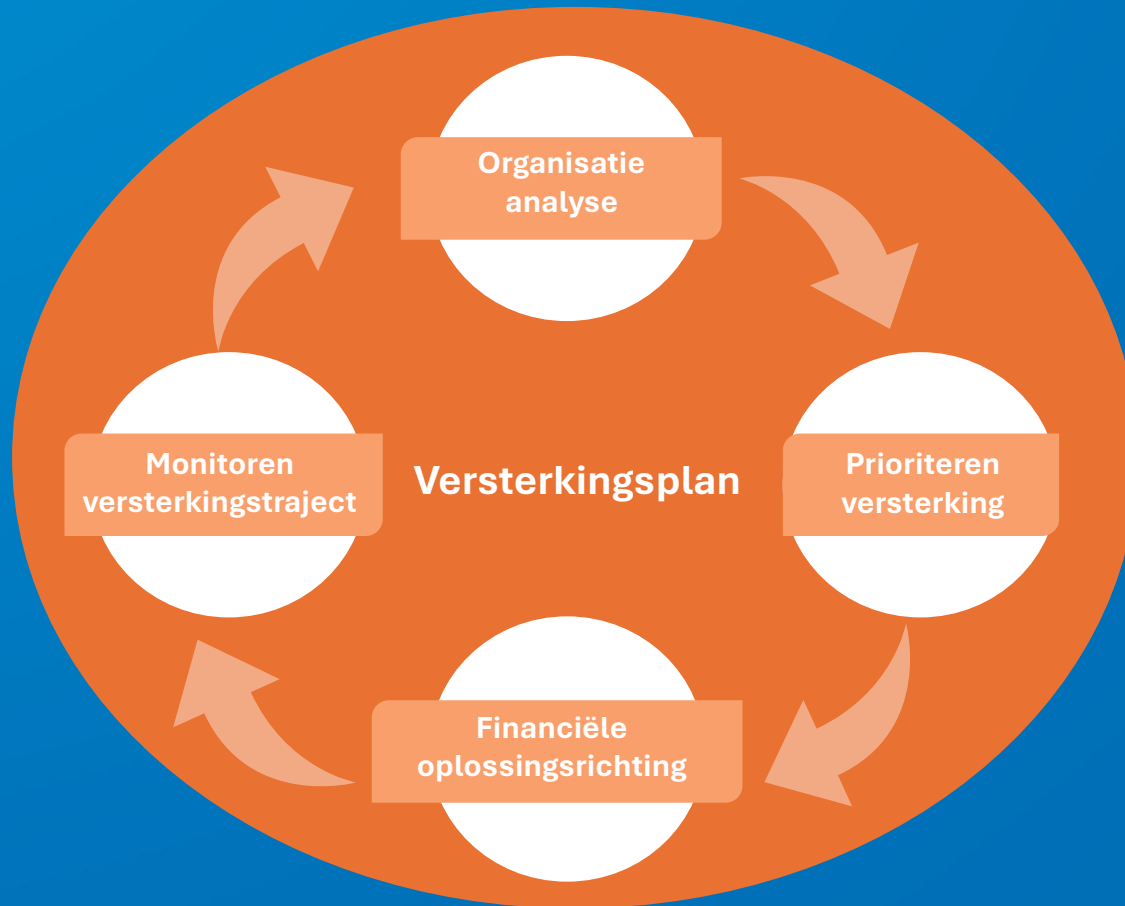 Organisatie
analyse
Monitoren
versterkingstraject
Versterkingsplan
Prioriteren
versterking
Financiële
oplossingsrichting